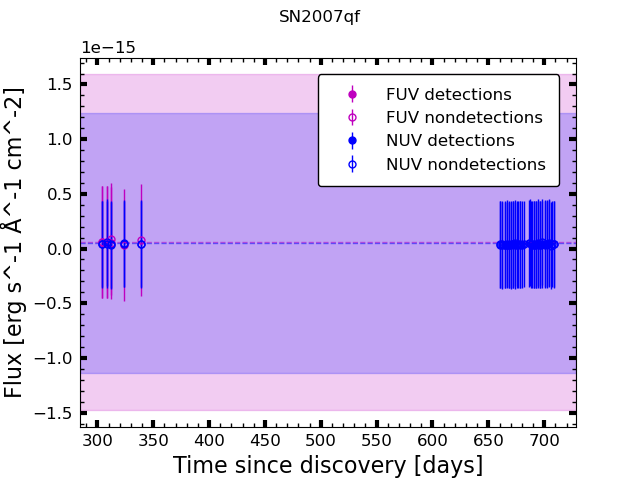 SN2007qf
1e−15
1.5
1.0
0.5
0.0
−0.5
−1.0
−1.5
Flux [erg s^-1 Å^-1 cm^-2]
FUV detections
FUV nondetections
NUV detections
NUV nondetections
300 350 400 450 500 550 600 650 700
Time since discovery [days]